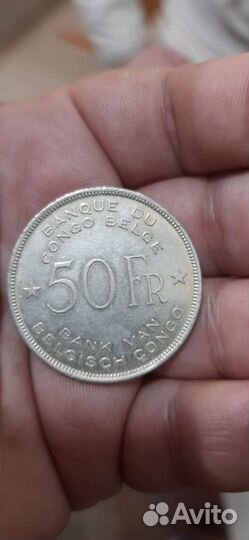 BANQUE DU
CONGO BELGE
50 FR
BANK VAN
BELGISCH CONGO
Avito